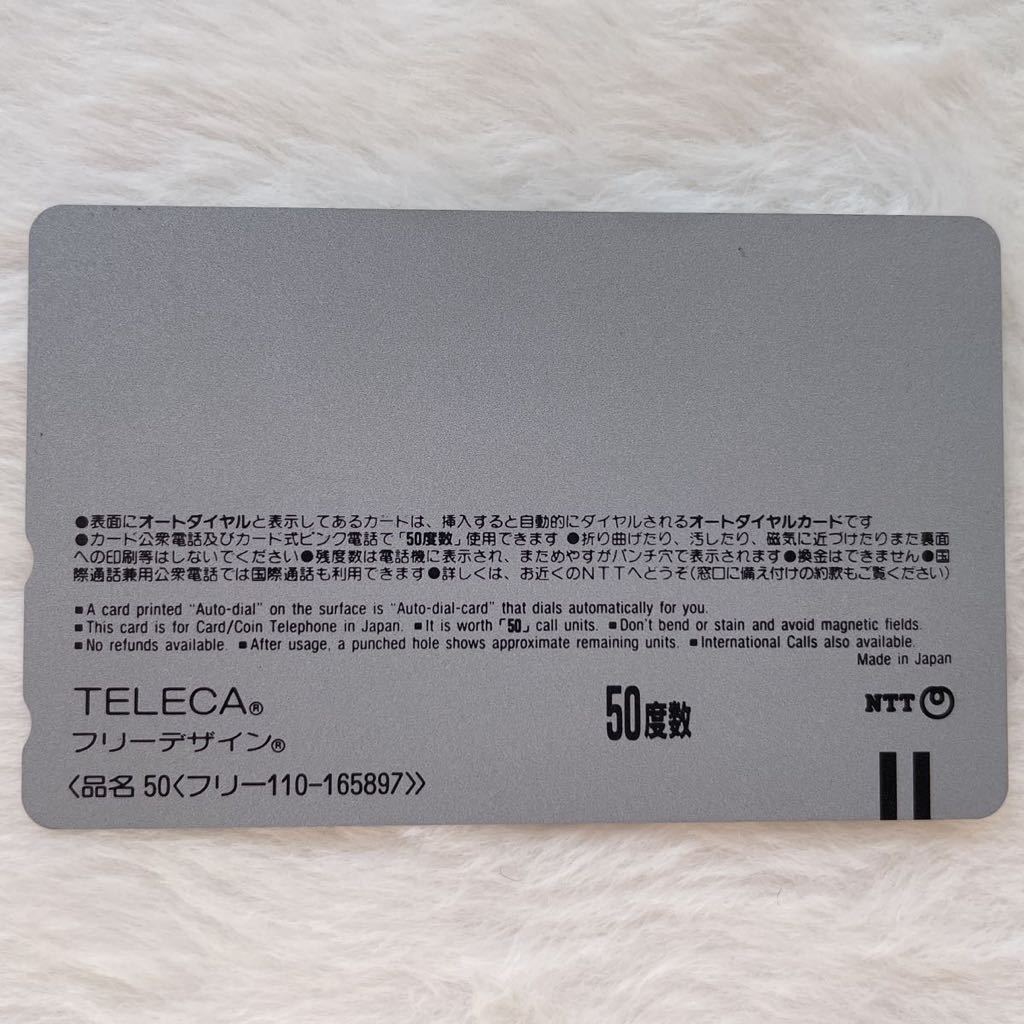 ●表面にオートダイヤルと表示してあるカードは、挿入すると自動的にダイヤルされるオートダイヤルカードです
●カード公衆電話及びカード式ピンク電話で「50度数」使用できます ●折り曲げたり、汚したり、磁気に近づけたりまた裏面
への印刷等はしないでください ●残度数は電話機に表示され、まためやすがパンチ穴で表示されます ●換金はできません ●国
際通話兼用公衆電話では国際通話も利用できます ●詳しくは、お近くのNTTへどうぞ(窓口に備え付けの約款もご覧ください)
■A card printed "Auto-dial" on the surface is "Auto-dial-card" that dials automatically for you.
■This card is for Card/Coin Telephone in Japan. ■It is worth「50」call units. ■Don't bend or stain and avoid magnetic fields.
■No refunds available. ■After usage, a punched hole shows approximate remaining units. ■International Calls also available.
Made in Japan
TELECA®
フリーデザイン®
50度数
NTT
〈品名 50〈フリー110-165897〉〉